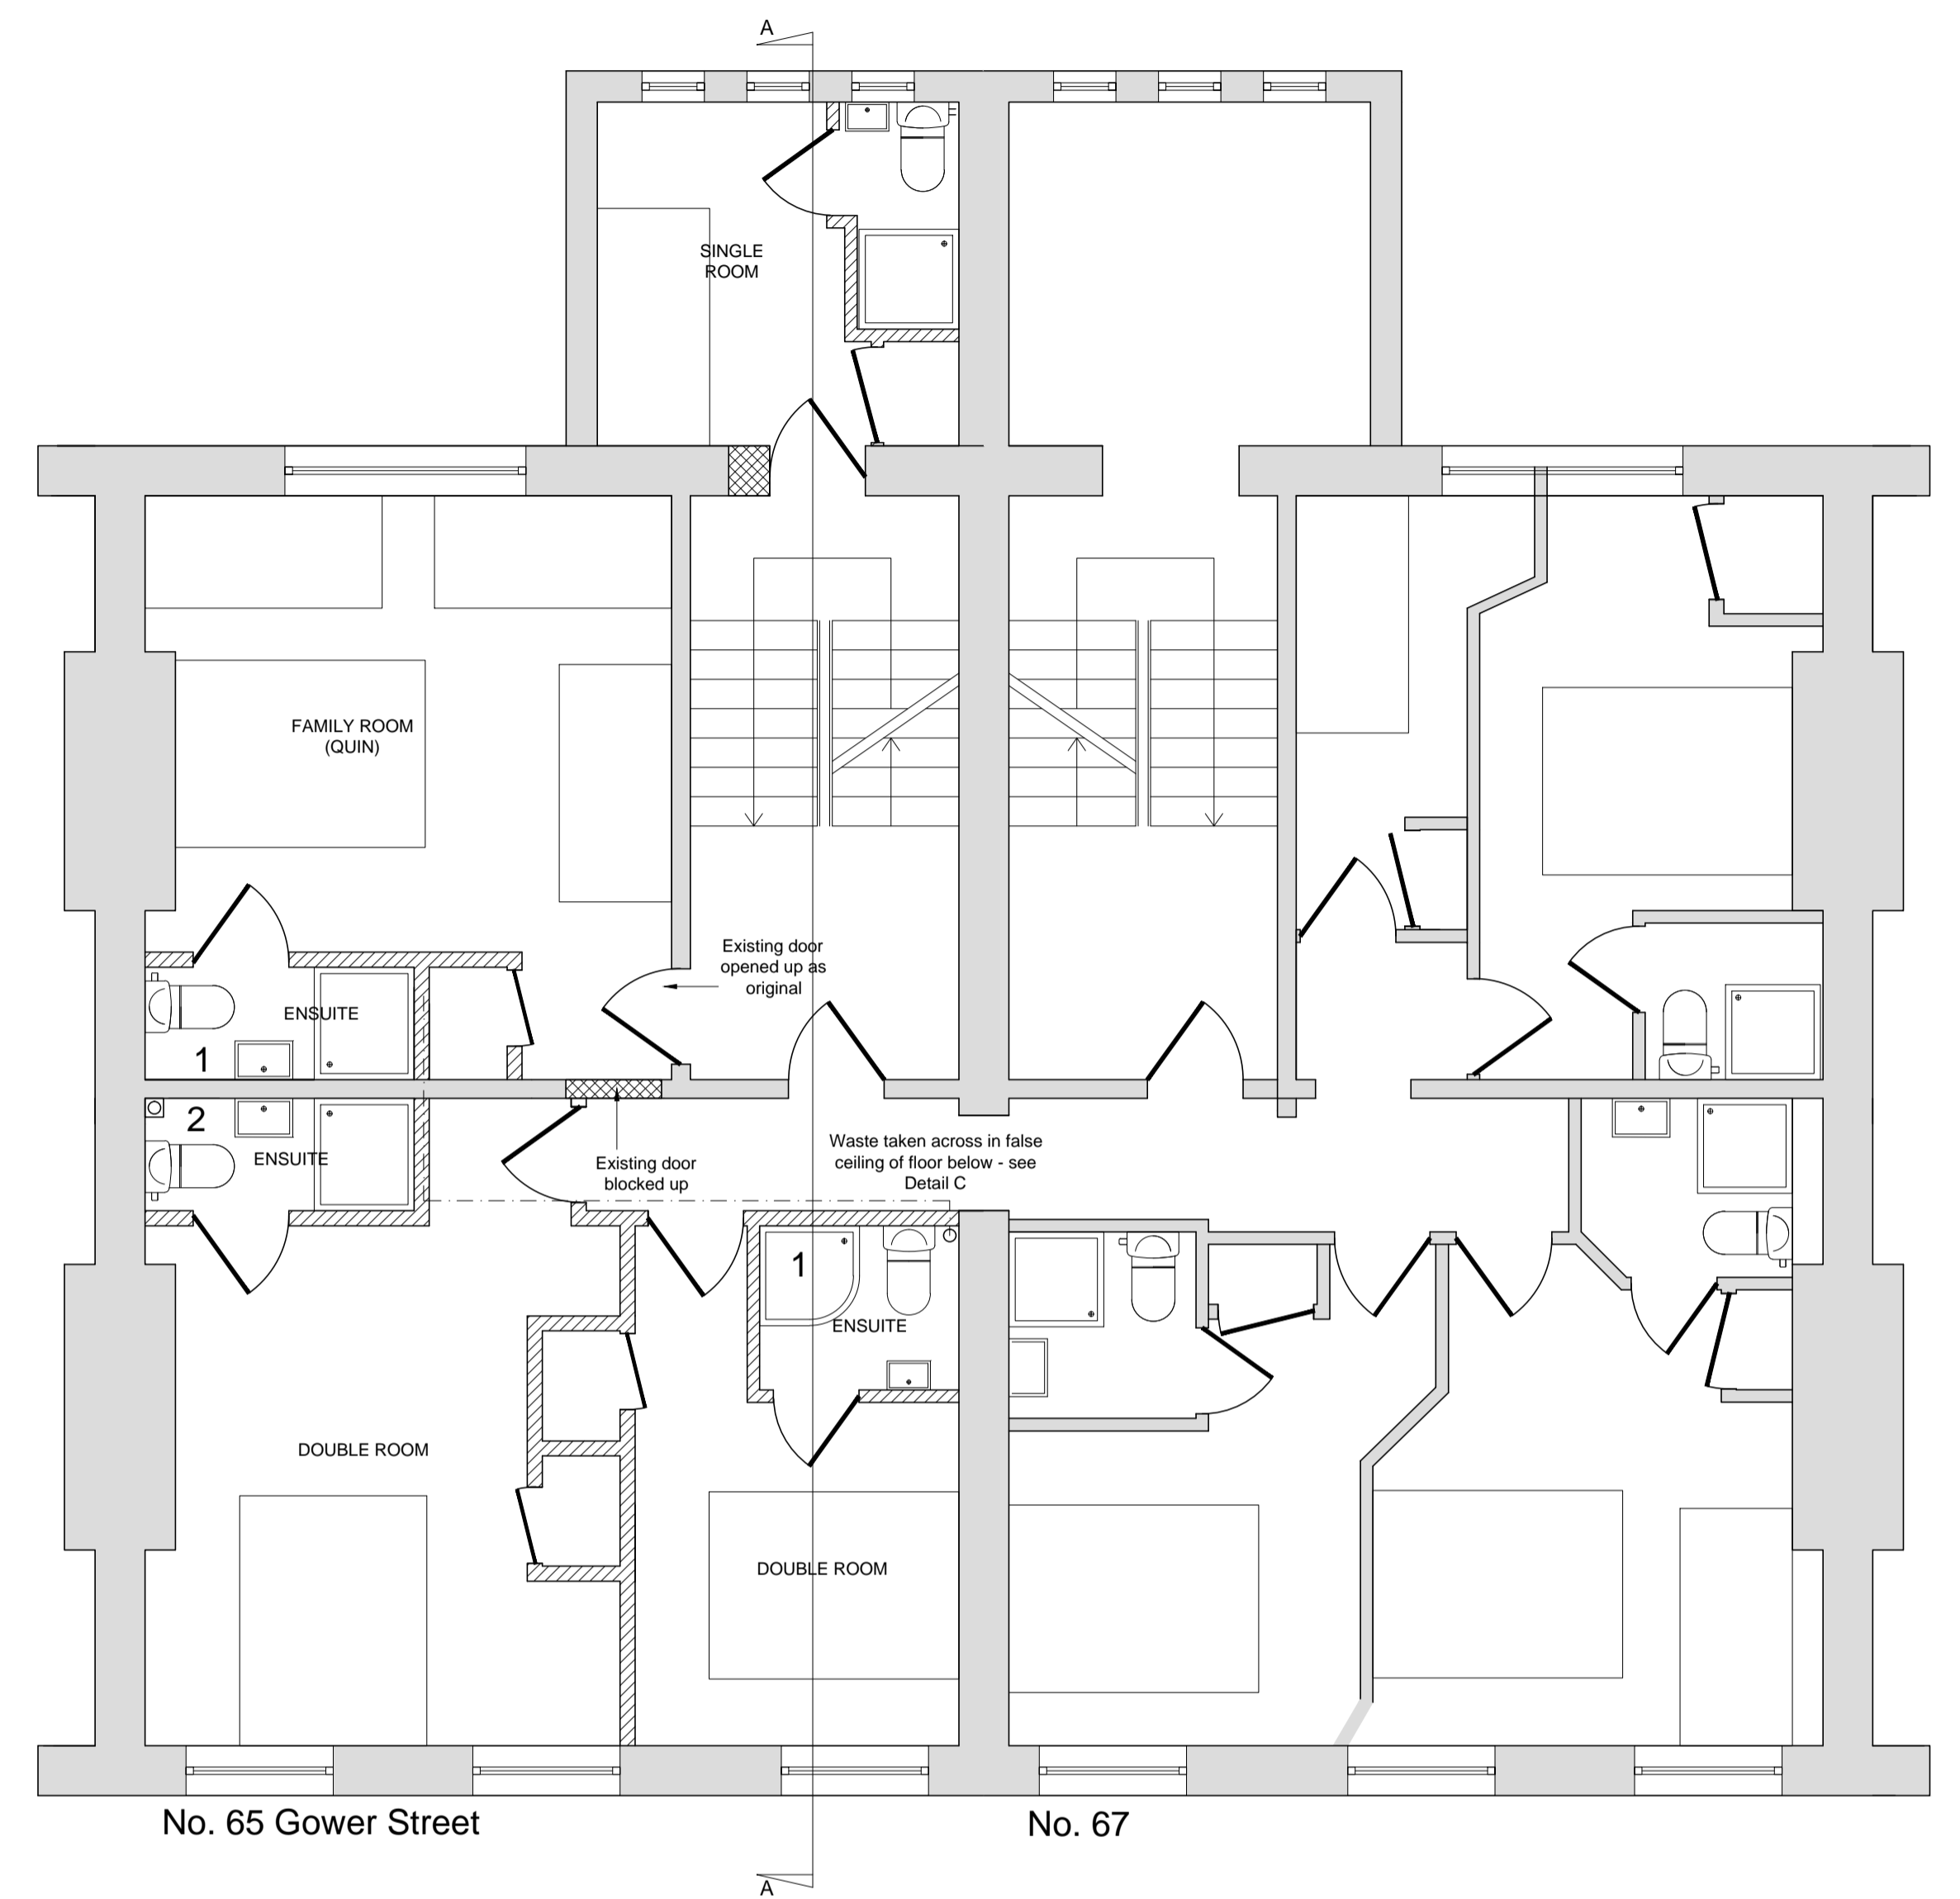 A
SINGLE
ROOM
FAMILY ROOM
(QUIN)
Existing door
opened up as
original
ENSUITE
1
2
ENSUITE
Existing door
blocked up
Waste taken across in false
ceiling of floor below - see
Detail C
1
ENSUITE
DOUBLE ROOM
DOUBLE ROOM
No. 65 Gower Street
No. 67
A